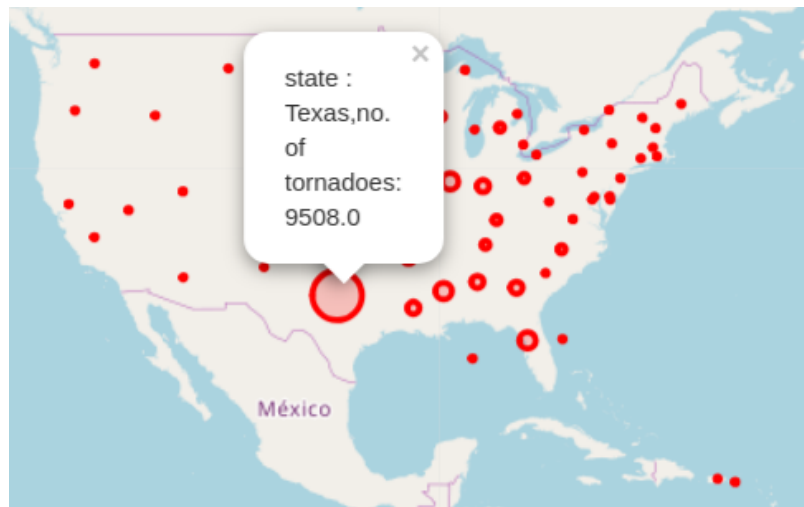 ×
state :
Texas,no.
of
tornadoes:
9508.0
México